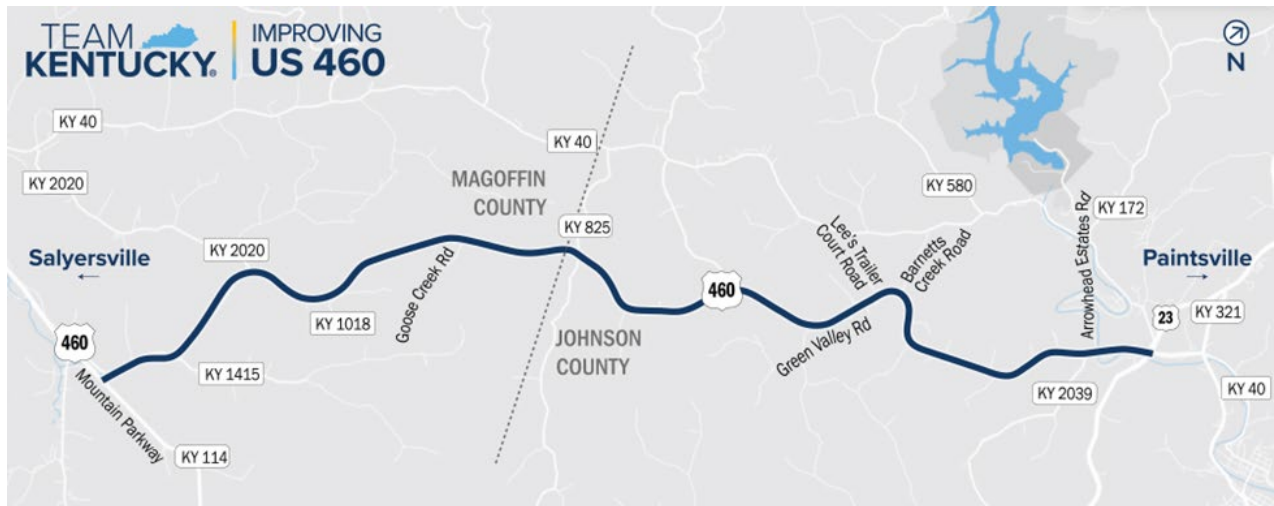 TEAM
KENTUCKY®
IMPROVING
US 460
N
KY 40
KY 40
KY 2020
KY 580
MAGOFFIN
COUNTY
KY 172
Arrowhead Estates Rd
KY 825
Lee's Trailer
Court Road
Barnetts
Creek Road
KY 2020
Salyersville
←
Paintsville
→
460
Goose Creek Rd
KY 1018
23
KY 321
460
Mountain Parkway
JOHNSON
COUNTY
Green Valley Rd
KY 1415
KY 2039
KY 40
KY 114